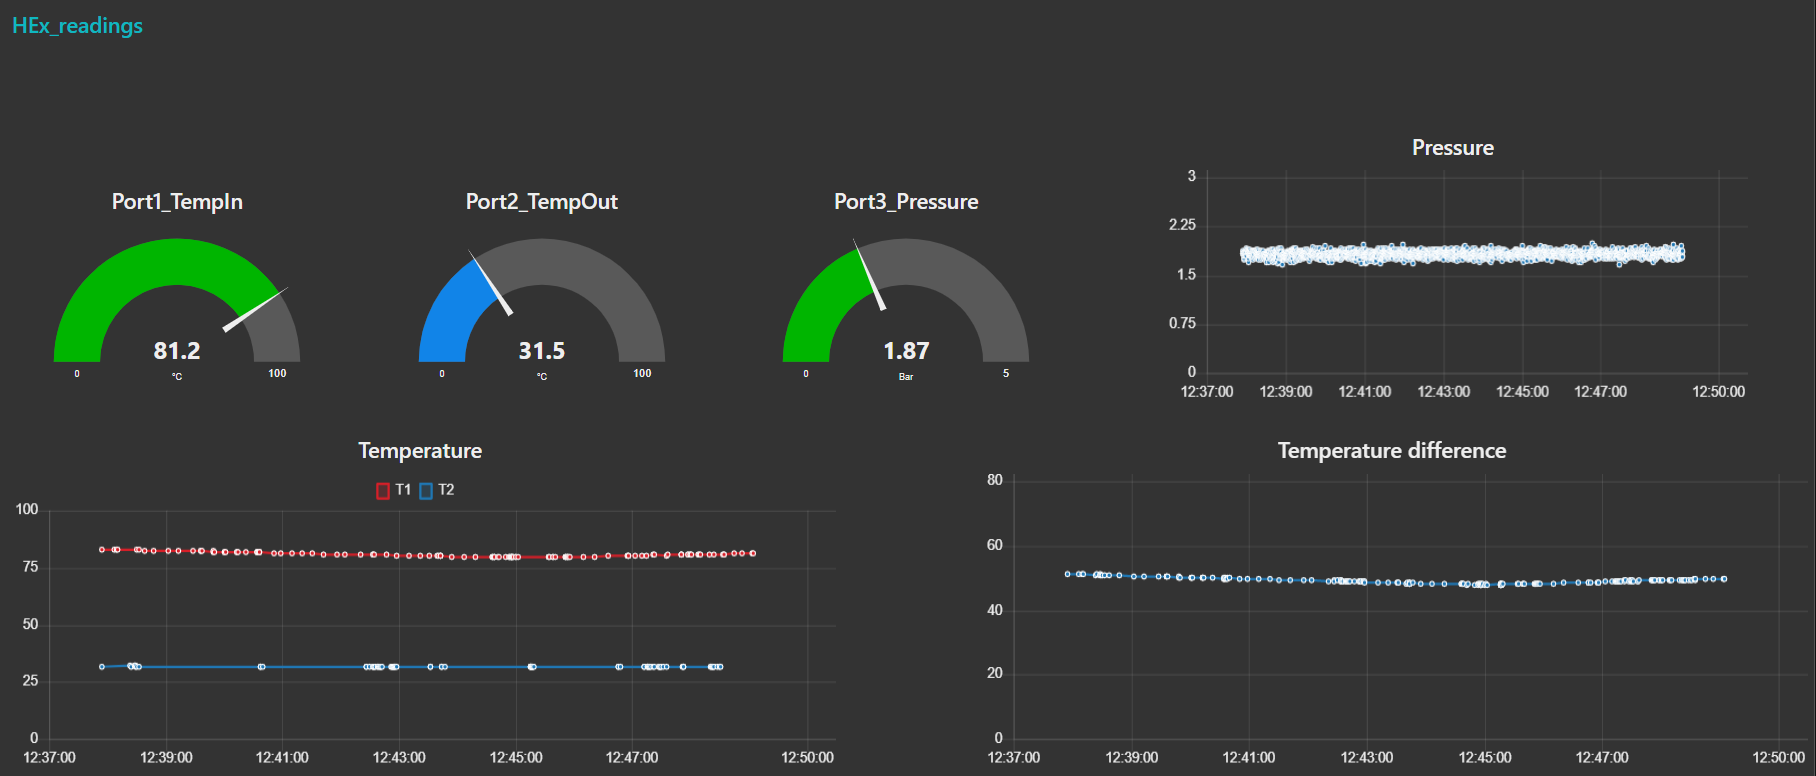 HEx_readings
Port1_TempIn
81.2
0 °C 100
Port2_TempOut
31.5
0 °C 100
Port3_Pressure
1.87
0 Bar 5
Pressure
3
2.25
1.5
0.75
0
12:37:00 12:39:00 12:41:00 12:43:00 12:45:00 12:47:00 12:50:00
Temperature
T1 T2
100
75
50
25
0
12:37:00 12:39:00 12:41:00 12:43:00 12:45:00 12:47:00 12:50:00
Temperature difference
80
60
40
20
0
12:37:00 12:39:00 12:41:00 12:43:00 12:45:00 12:47:00 12:50:00